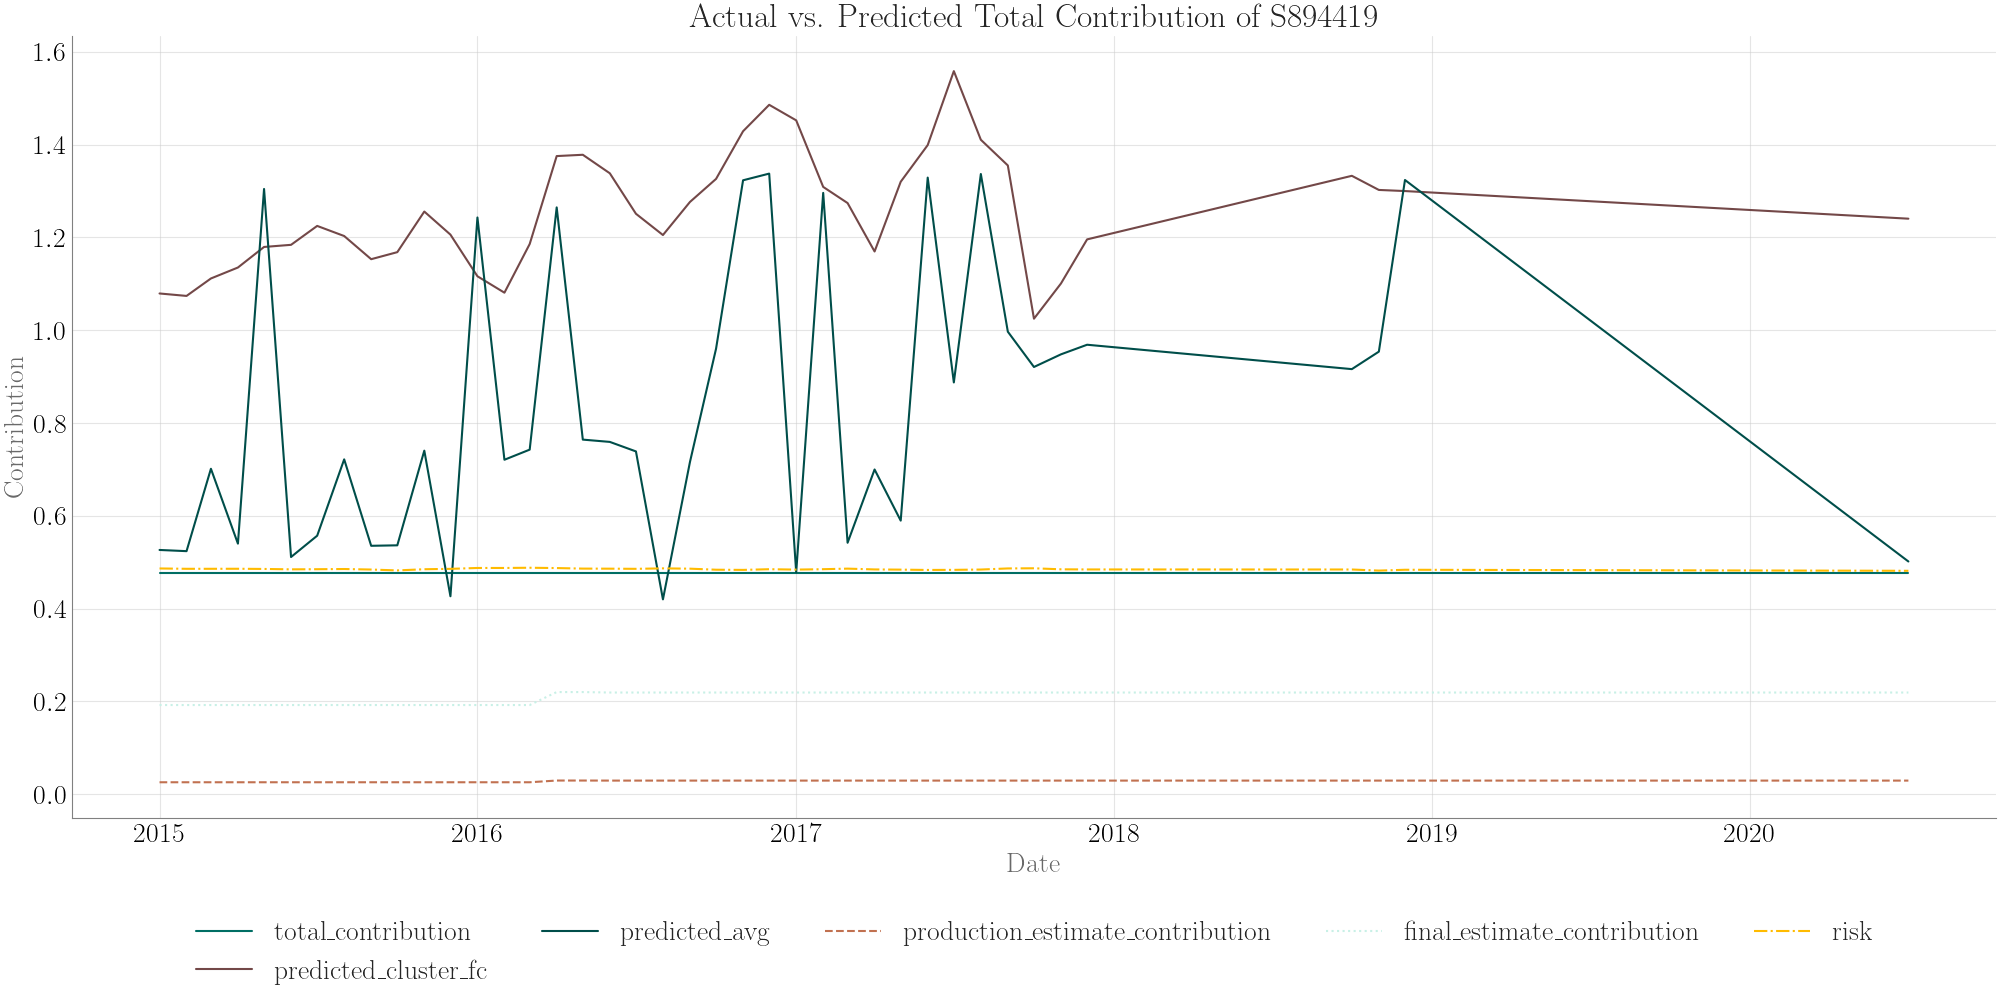 Actual vs. Predicted Total Contribution of S894419
1.6
1.4
1.2
1.0
0.8
0.6
0.4
0.2
0.0
Contribution
2015 2016 2017 2018 2019 2020
Date
total_contribution predicted_avg production_estimate_contribution final_estimate_contribution risk
predicted_cluster_fc